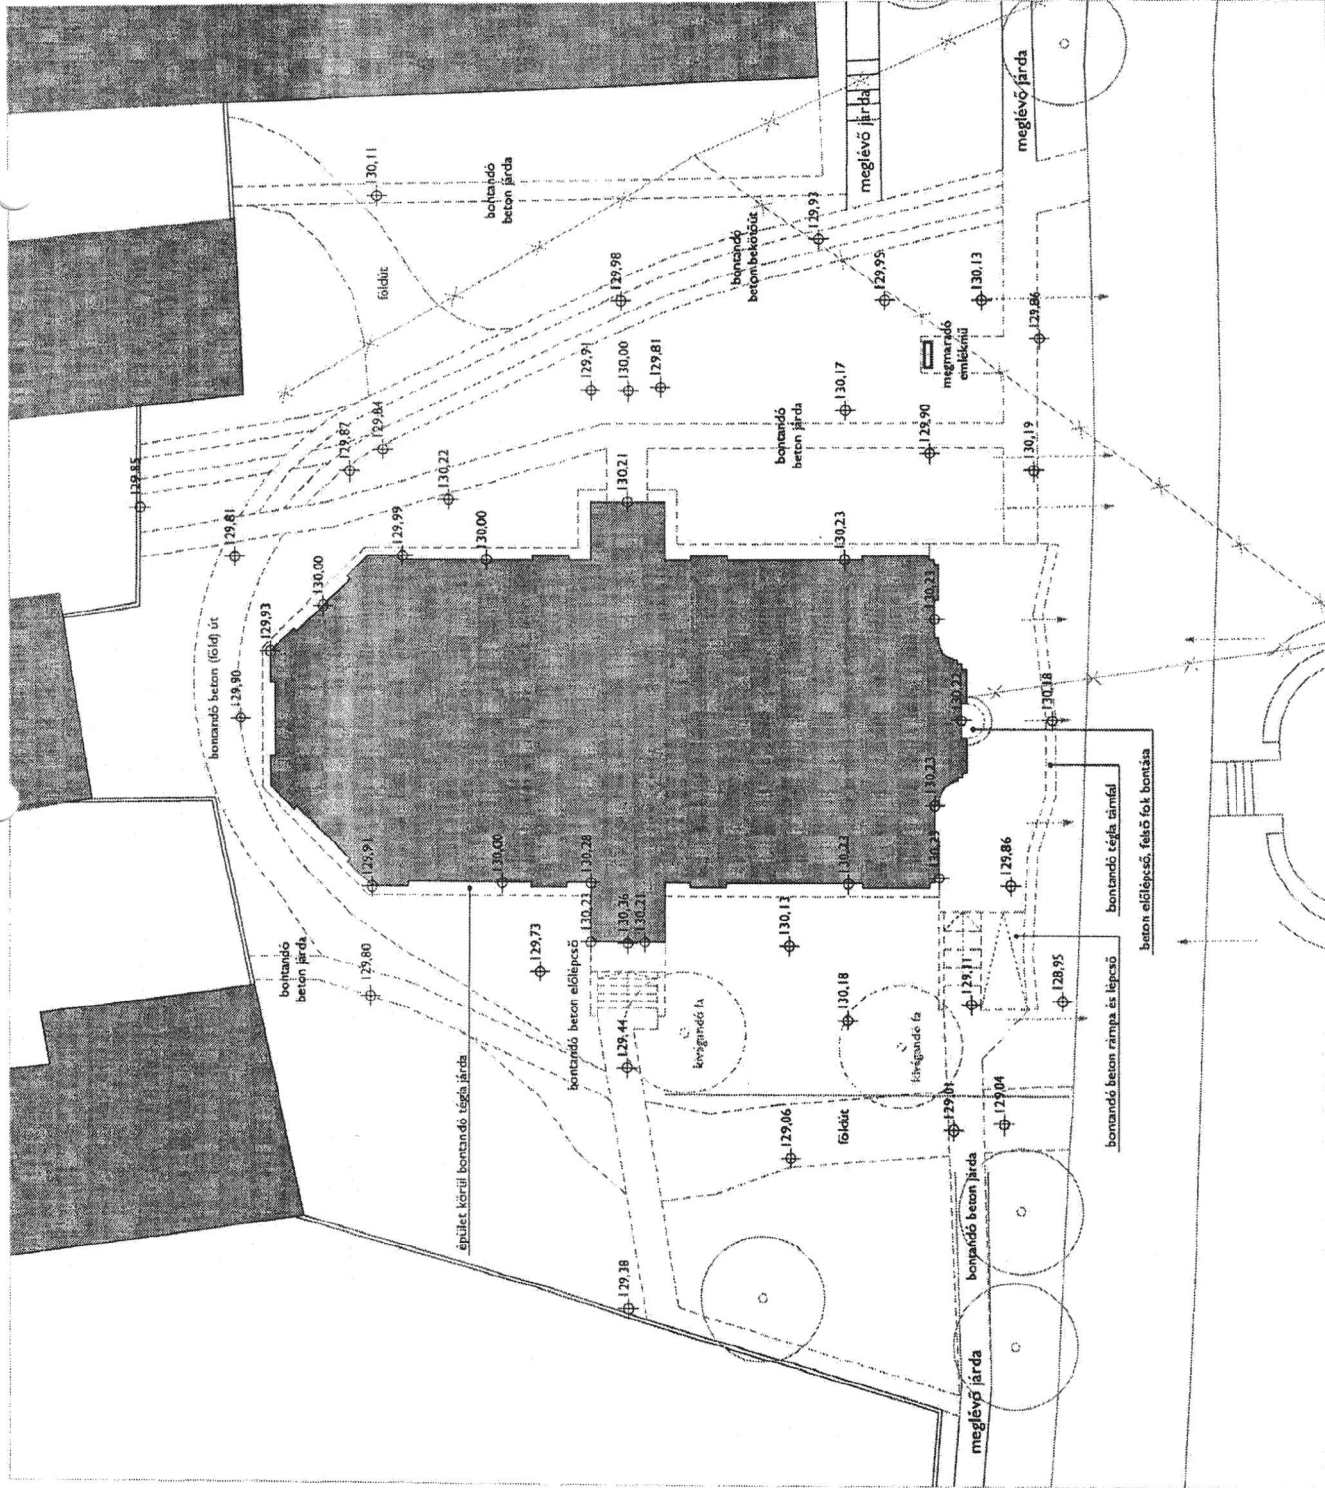 130,11
bontandó
beton járda
meglévő járda
meglévő járda
földút
129,98
bontandó
beton bekötőút
129,93
129,95
130,13
129,86
129,91
130,00
129,81
megmaradó
emlékmű
130,17
bontandó
beton járda
129,90
130,19
129,85
129,87
129,84
130,22
129,81
129,99
130,00
130,21
130,23
130,21
130,00
129,93
bontandó beton (föld) út
129,90
130,22
130,18
130,23
129,91
130,00
130,28
130,23
130,23
129,86
130,23
130,36
130,21
129,73
130,13
bontandó
beton járda
129,80
bontandó beton előlépcső
129,44
kivágandó fa
130,18
kivágandó fa
129,11
128,95
épület körül bontandó tégla járda
129,06
földút
129,01
129,04
bontandó beton járda
129,38
meglévő járda
bontandó tégla támfal
beton előlépcső, felső fok bontása
bontandó beton rámpa és lépcső